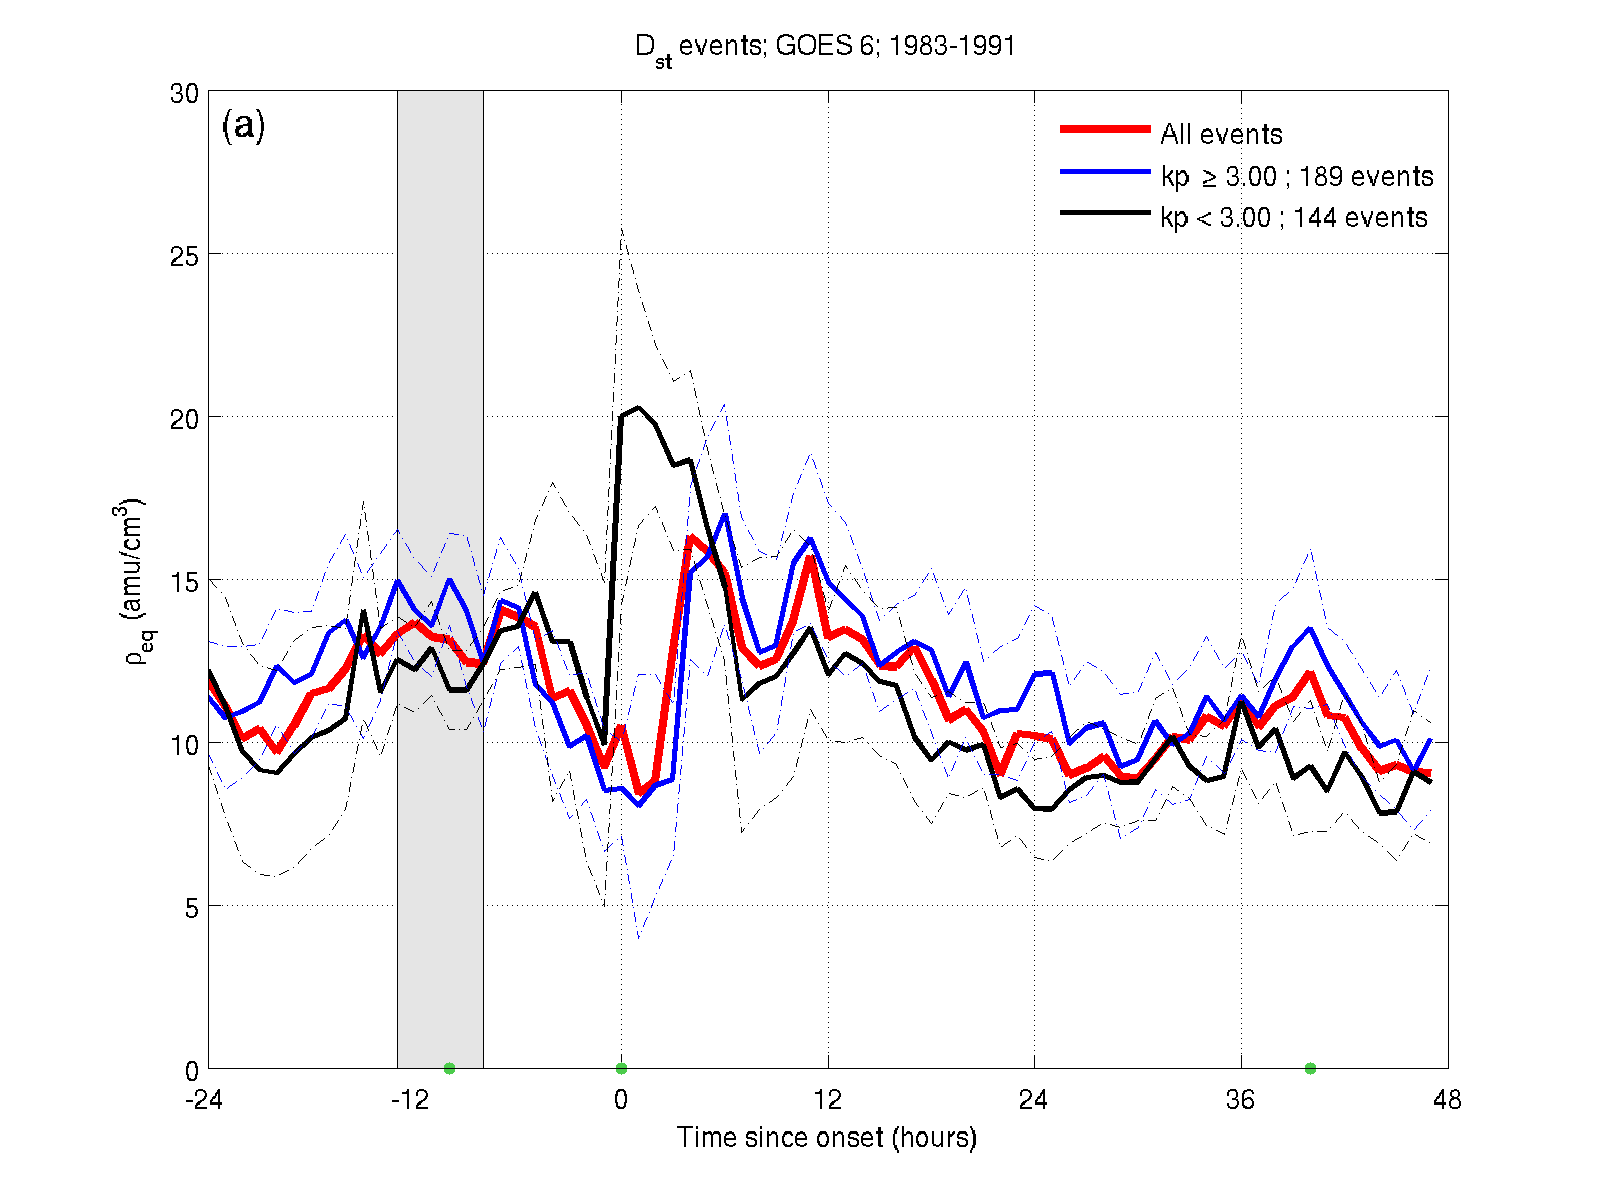 D_st events; GOES 6; 1983-1991
(a)
All events
kp ≥ 3.00 ; 189 events
kp < 3.00 ; 144 events
30
25
20
15
10
5
0
ρ_eq (amu/cm^3)
-24 -12 0 12 24 36 48
Time since onset (hours)